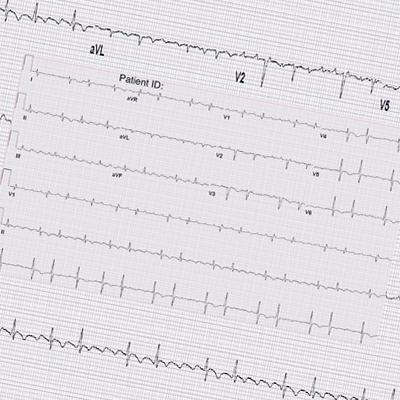 aVL
V2
V5
Patient ID:
I aVR V1 V4
II aVL V2 V5
III aVF V3 V6
V1
II